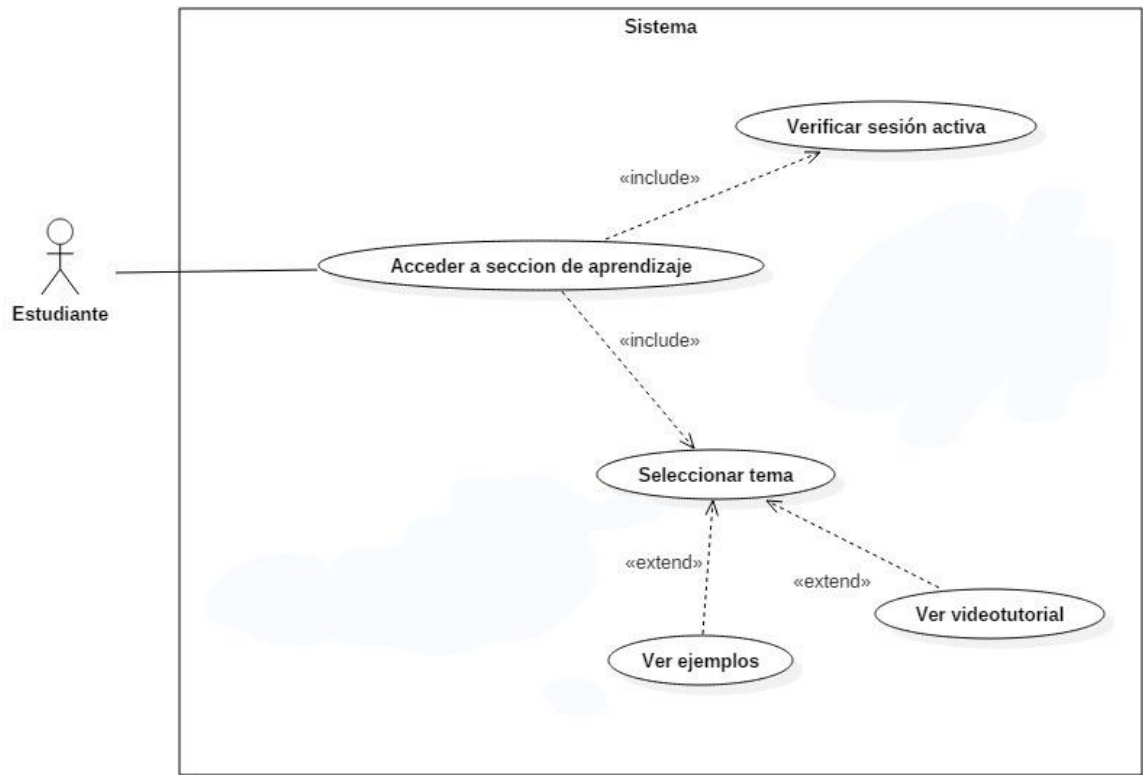 Sistema
Verificar sesión activa
«include»
Acceder a seccion de aprendizaje
Estudiante
«include»
Seleccionar tema
«extend»
«extend»
Ver videotutorial
Ver ejemplos